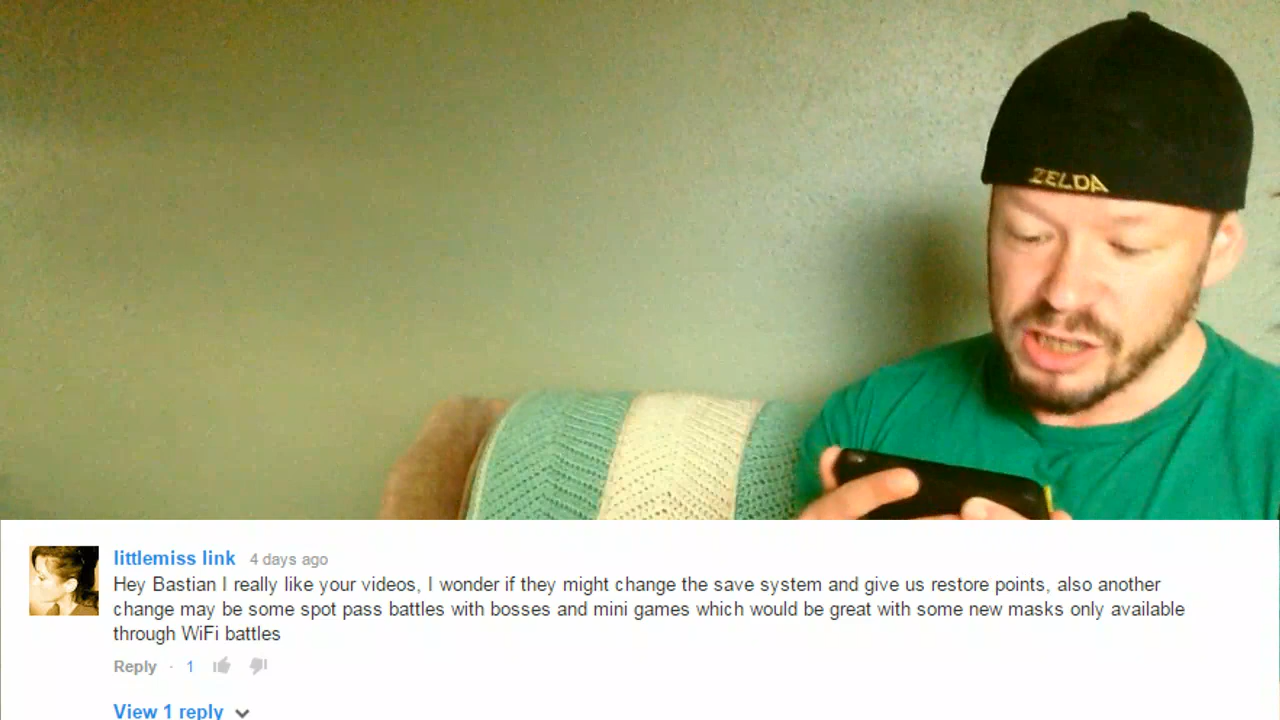 ZELDA
littlemiss link 4 days ago
Hey Bastian I really like your videos, I wonder if they might change the save system and give us restore points, also another
change may be some spot pass battles with bosses and mini games which would be great with some new masks only available
through WiFi battles
Reply · 1
View 1 reply